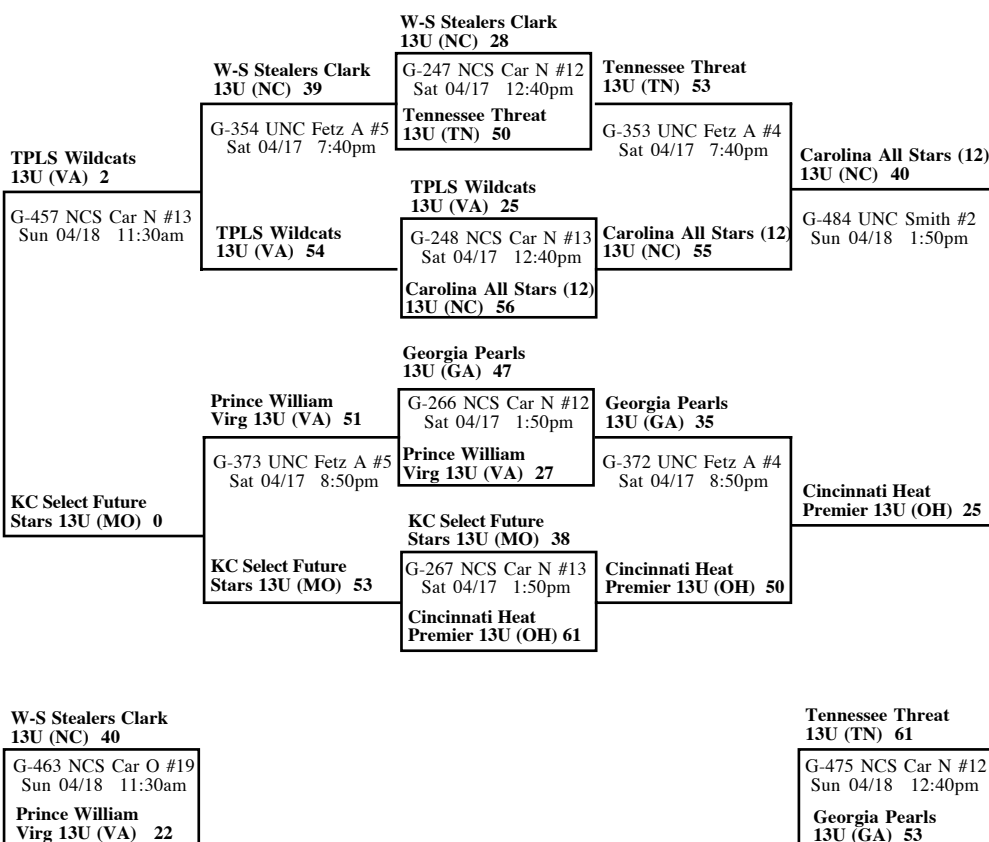 W-S Stealers Clark
13U (NC) 28
G-247 NCS Car N #12
Sat 04/17 12:40pm
Tennessee Threat
13U (TN) 50
W-S Stealers Clark
13U (NC) 39
G-354 UNC Fetz A #5
Sat 04/17 7:40pm
Tennessee Threat
13U (TN) 53
G-353 UNC Fetz A #4
Sat 04/17 7:40pm
TPLS Wildcats
13U (VA) 2
G-457 NCS Car N #13
Sun 04/18 11:30am
Carolina All Stars (12)
13U (NC) 40
G-484 UNC Smith #2
Sun 04/18 1:50pm
TPLS Wildcats
13U (VA) 54
TPLS Wildcats
13U (VA) 25
G-248 NCS Car N #13
Sat 04/17 12:40pm
Carolina All Stars (12)
13U (NC) 56
Carolina All Stars (12)
13U (NC) 55
Georgia Pearls
13U (GA) 47
G-266 NCS Car N #12
Sat 04/17 1:50pm
Prince William
Virg 13U (VA) 27
Prince William
Virg 13U (VA) 51
G-373 UNC Fetz A #5
Sat 04/17 8:50pm
Georgia Pearls
13U (GA) 35
G-372 UNC Fetz A #4
Sat 04/17 8:50pm
KC Select Future
Stars 13U (MO) 0
Cincinnati Heat
Premier 13U (OH) 25
KC Select Future
Stars 13U (MO) 53
KC Select Future
Stars 13U (MO) 38
G-267 NCS Car N #13
Sat 04/17 1:50pm
Cincinnati Heat
Premier 13U (OH) 61
Cincinnati Heat
Premier 13U (OH) 50
W-S Stealers Clark
13U (NC) 40
G-463 NCS Car O #19
Sun 04/18 11:30am
Prince William
Virg 13U (VA) 22
Tennessee Threat
13U (TN) 61
G-475 NCS Car N #12
Sun 04/18 12:40pm
Georgia Pearls
13U (GA) 53